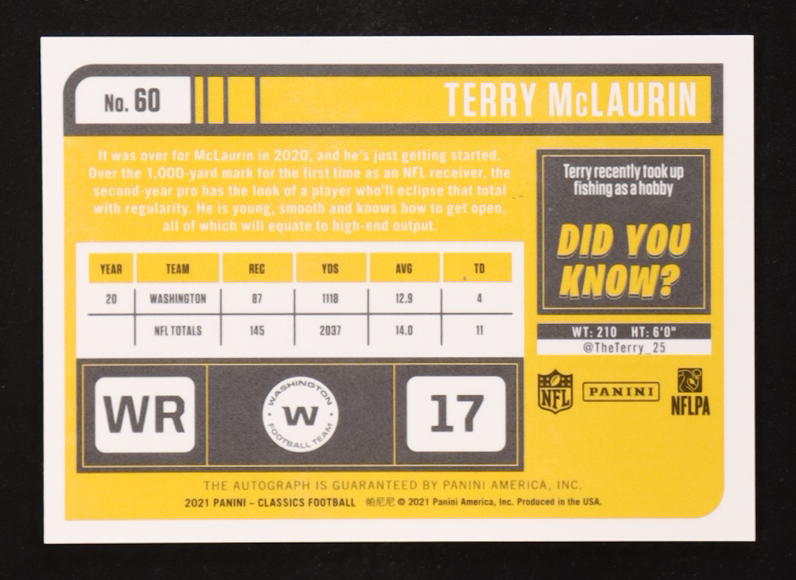 No. 60
TERRY McLAURIN
It was over for McLaurin in 2020, and he's just getting started.
Over the 1,000-yard mark for the first time as an NFL receiver, the
second-year pro has the look of a player who'll eclipse that total
with regularity. He is young, smooth and knows how to get open,
all of which will equate to high-end output.
Terry recently took up
fishing as a hobby
DID YOU
KNOW?
YEAR TEAM REC YDS AVG TD
20 WASHINGTON 87 1118 12.9 4
NFL TOTALS 145 2037 14.0 11
WT: 210 HT: 6'0"
@TheTerry_25
WR
WASHINGTON
W
FOOTBALL TEAM
17
NFL
PANINI
NFLPA
THE AUTOGRAPH IS GUARANTEED BY PANINI AMERICA, INC.
2021 PANINI – CLASSICS FOOTBALL 帕尼尼 © 2021 Panini America, Inc. Produced in the USA.